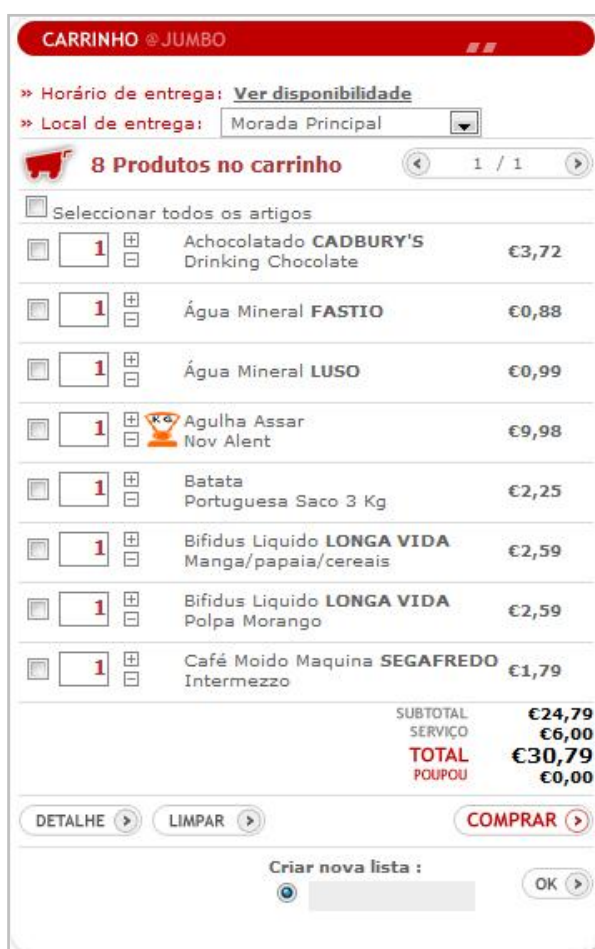 CARRINHO @JUMBO
» Horário de entrega: Ver disponibilidade
» Local de entrega: Morada Principal
8 Produtos no carrinho 1 / 1
Seleccionar todos os artigos
1 Achocolatado CADBURY'S
Drinking Chocolate €3,72
1 Água Mineral FASTIO €0,88
1 Água Mineral LUSO €0,99
1 KG Agulha Assar
Nov Alent €9,98
1 Batata
Portuguesa Saco 3 Kg €2,25
1 Bifidus Liquido LONGA VIDA
Manga/papaia/cereais €2,59
1 Bifidus Liquido LONGA VIDA
Polpa Morango €2,59
1 Café Moido Maquina SEGAFREDO
Intermezzo €1,79
SUBTOTAL €24,79
SERVIÇO €6,00
TOTAL €30,79
POUPOU €0,00
DETALHE LIMPAR COMPRAR
Criar nova lista :
OK